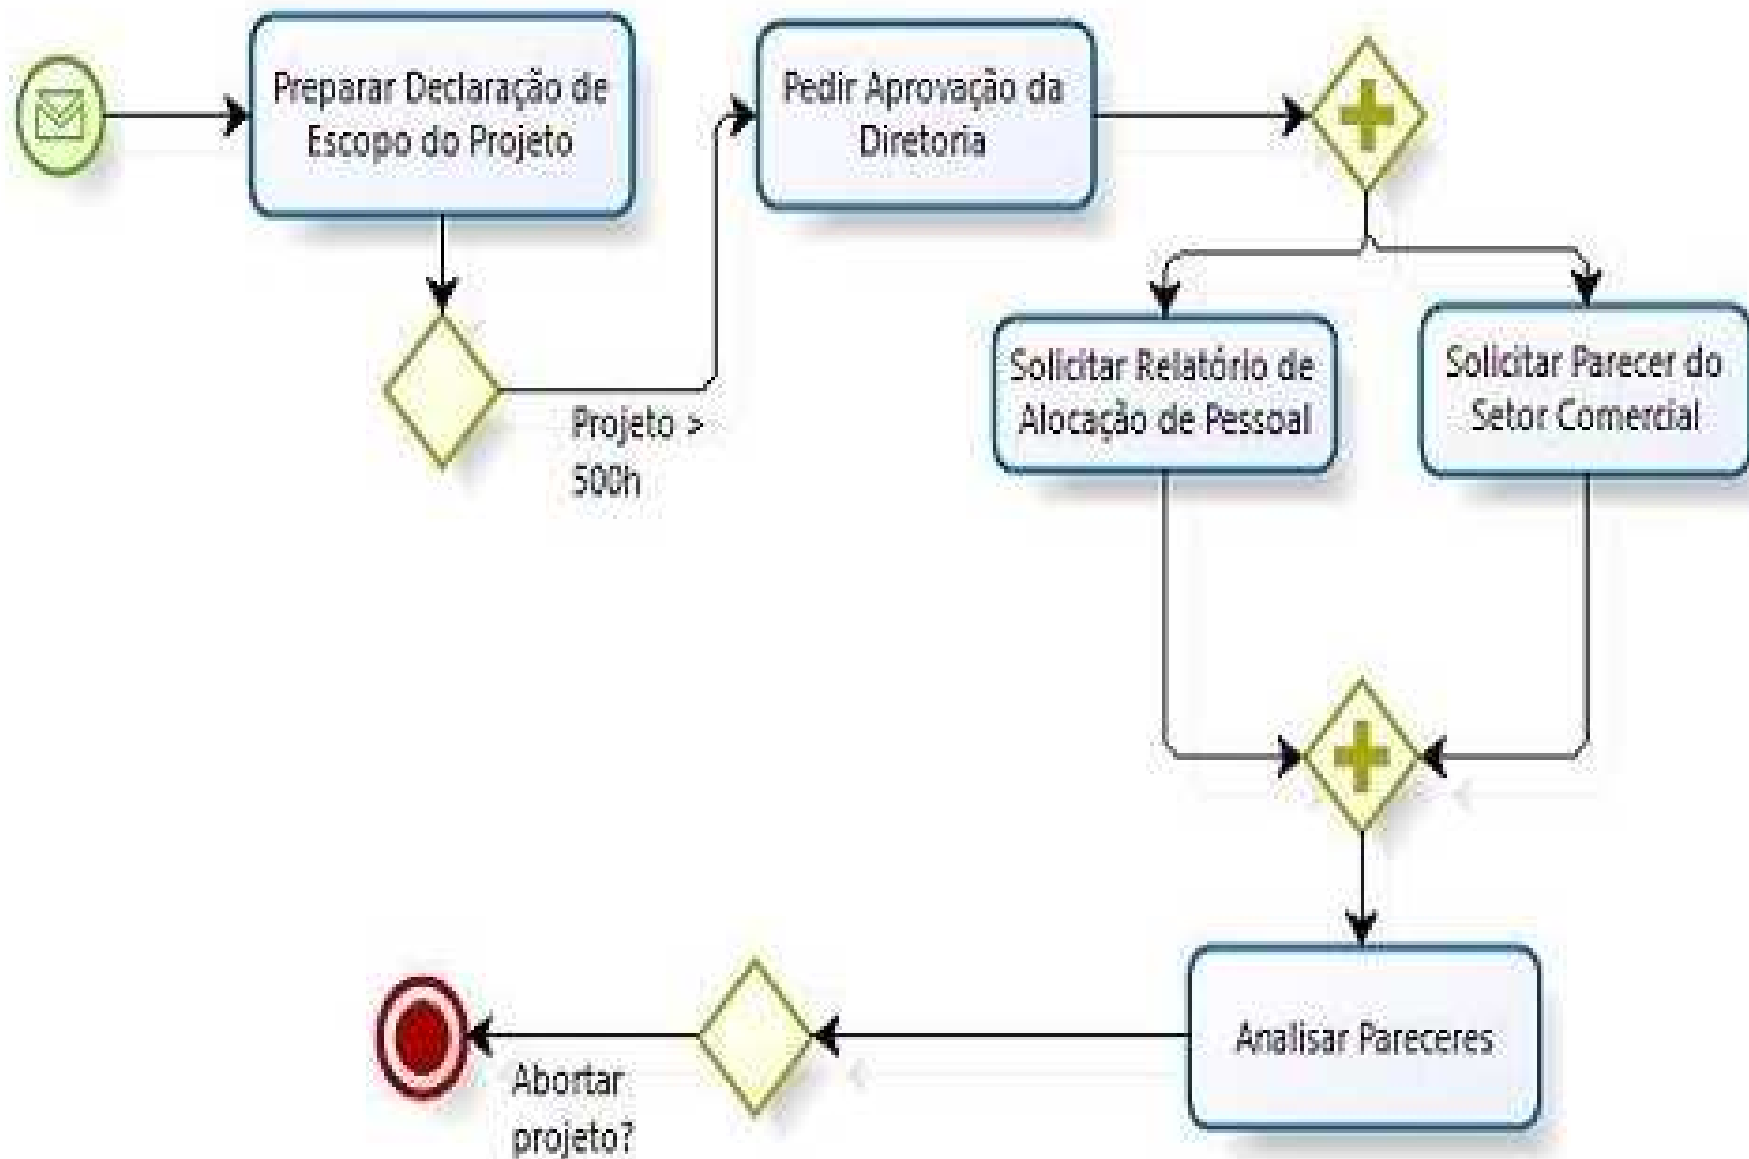 Preparar Declaração de
Escopo do Projeto
Pedir Aprovação da
Diretoria
Projeto >
500h
Solicitar Relatório de
Alocação de Pessoal
Solicitar Parecer do
Setor Comercial
Analisar Pareceres
Abortar
projeto?